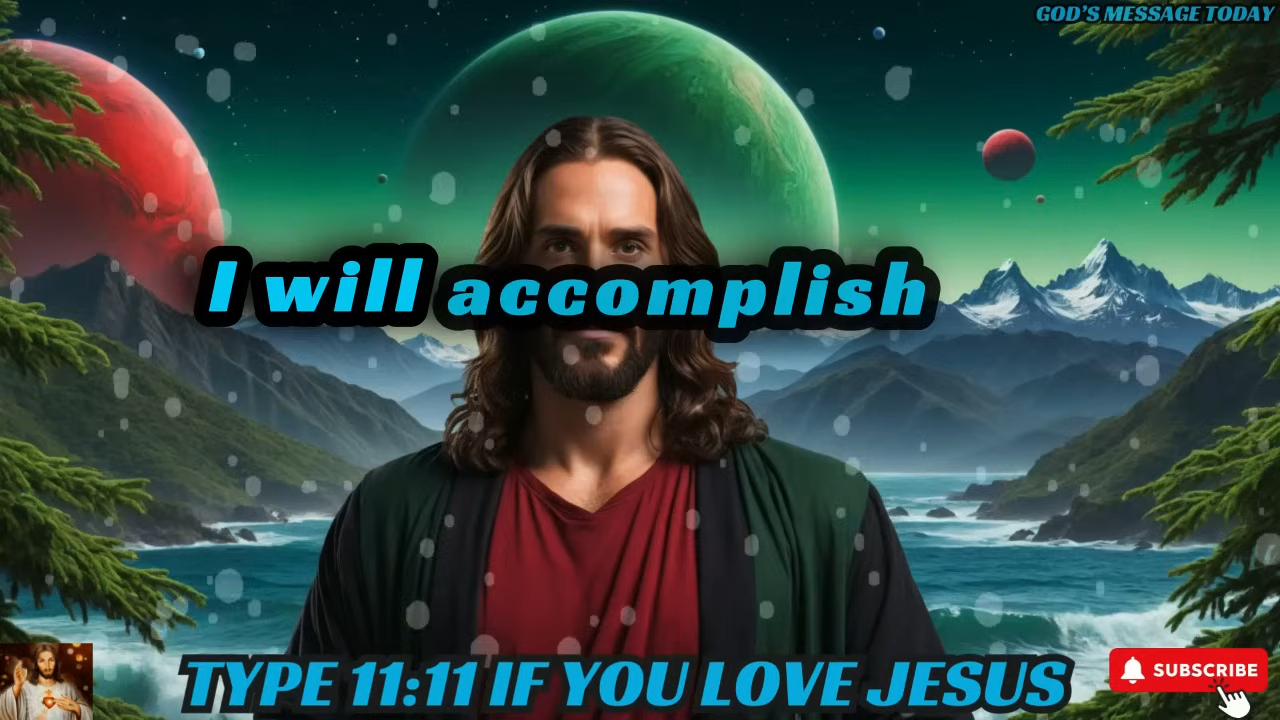 GOD'S MESSAGE TODAY
I will accomplish
TYPE 11:11 IF YOU LOVE JESUS
SUBSCRIBE